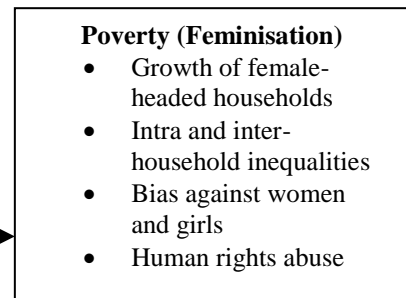 Poverty (Feminisation)
• Growth of female-
headed households
• Intra and inter-
household inequalities
• Bias against women
and girls
• Human rights abuse